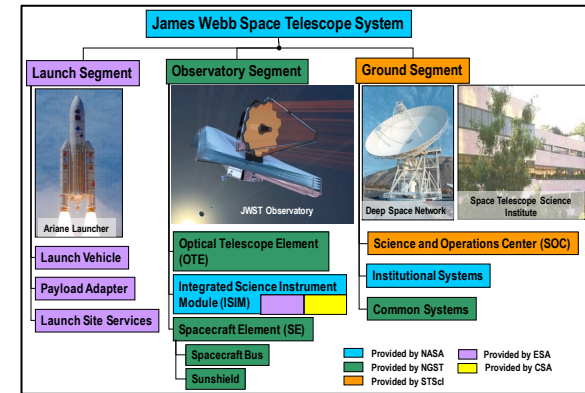 James Webb Space Telescope System
Launch Segment
Observatory Segment
Ground Segment
Ariane Launcher
JWST Observatory
Deep Space Network
Space Telescope Science
Institute
Launch Vehicle
Payload Adapter
Launch Site Services
Optical Telescope Element
(OTE)
Integrated Science Instrument
Module (ISIM)
Spacecraft Element (SE)
Spacecraft Bus
Sunshield
Science and Operations Center (SOC)
Institutional Systems
Common Systems
Provided by NASA
Provided by NGST
Provided by STScI
Provided by ESA
Provided by CSA